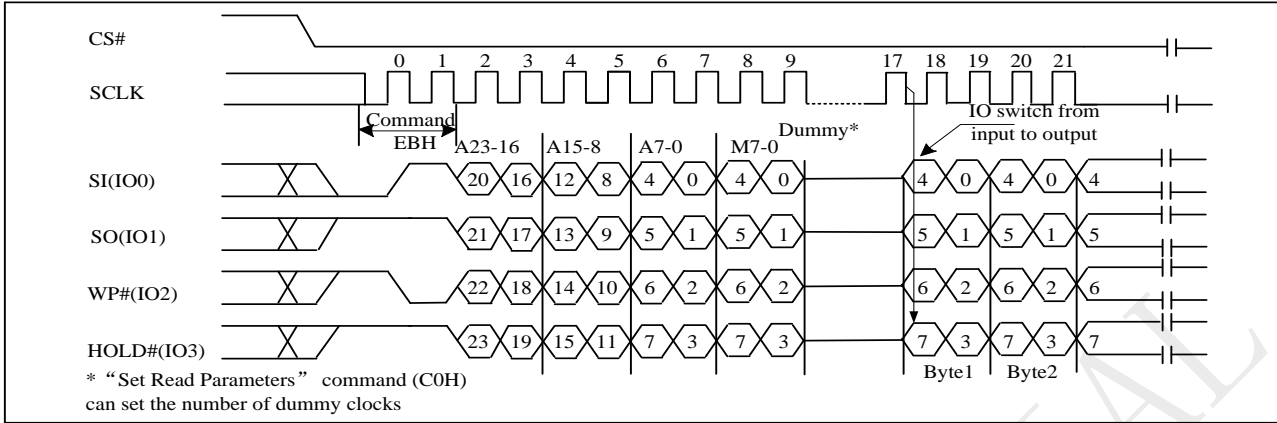 CS#
0 1 2 3 4 5 6 7 8 9 17 18 19 20 21
SCLK
Command
EBH
IO switch from
input to output
Dummy*
A23-16 A15-8 A7-0 M7-0
SI(IO0) 20 16 12 8 4 0 4 0 4 0 4 0 4
SO(IO1) 21 17 13 9 5 1 5 1 5 1 5 1 5
WP#(IO2) 22 18 14 10 6 2 6 2 6 2 6 2 6
HOLD#(IO3) 23 19 15 11 7 3 7 3 7 3 7 3 7
Byte1 Byte2
* “Set Read Parameters” command (C0H)
can set the number of dummy clocks